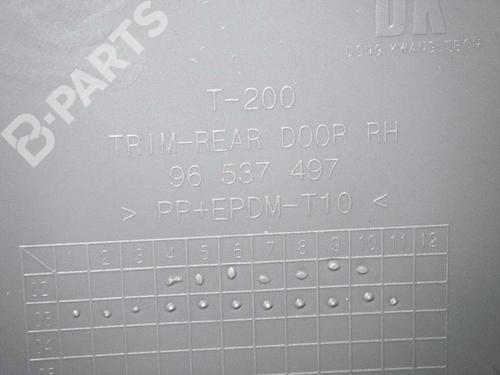 DK
DONG KWANG TECH
B-PARTS
T-200
TRIM-REAR DOOR RH
96 537 497
> PP+EPDM-T10 <
1 2 3 4 5 6 7 8 9 10 11 12
02
03
04